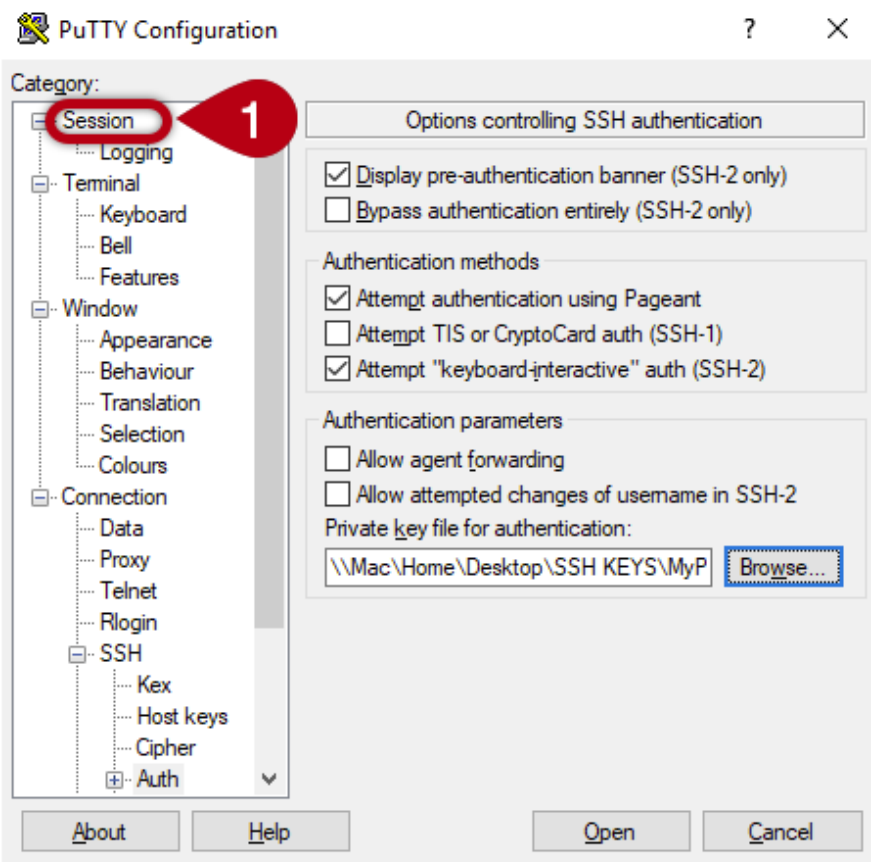 PuTTY Configuration
?
Category:
Session
1
Logging
Terminal
Keyboard
Bell
Features
Window
Appearance
Behaviour
Translation
Selection
Colours
Connection
Data
Proxy
Telnet
Rlogin
SSH
Kex
Host keys
Cipher
Auth
Options controlling SSH authentication
Display pre-authentication banner (SSH-2 only)
Bypass authentication entirely (SSH-2 only)
Authentication methods
Attempt authentication using Pageant
Attempt TIS or CryptoCard auth (SSH-1)
Attempt "keyboard-interactive" auth (SSH-2)
Authentication parameters
Allow agent forwarding
Allow attempted changes of username in SSH-2
Private key file for authentication:
\\Mac\Home\Desktop\SSH KEYS\MyP
Browse...
About
Help
Open
Cancel